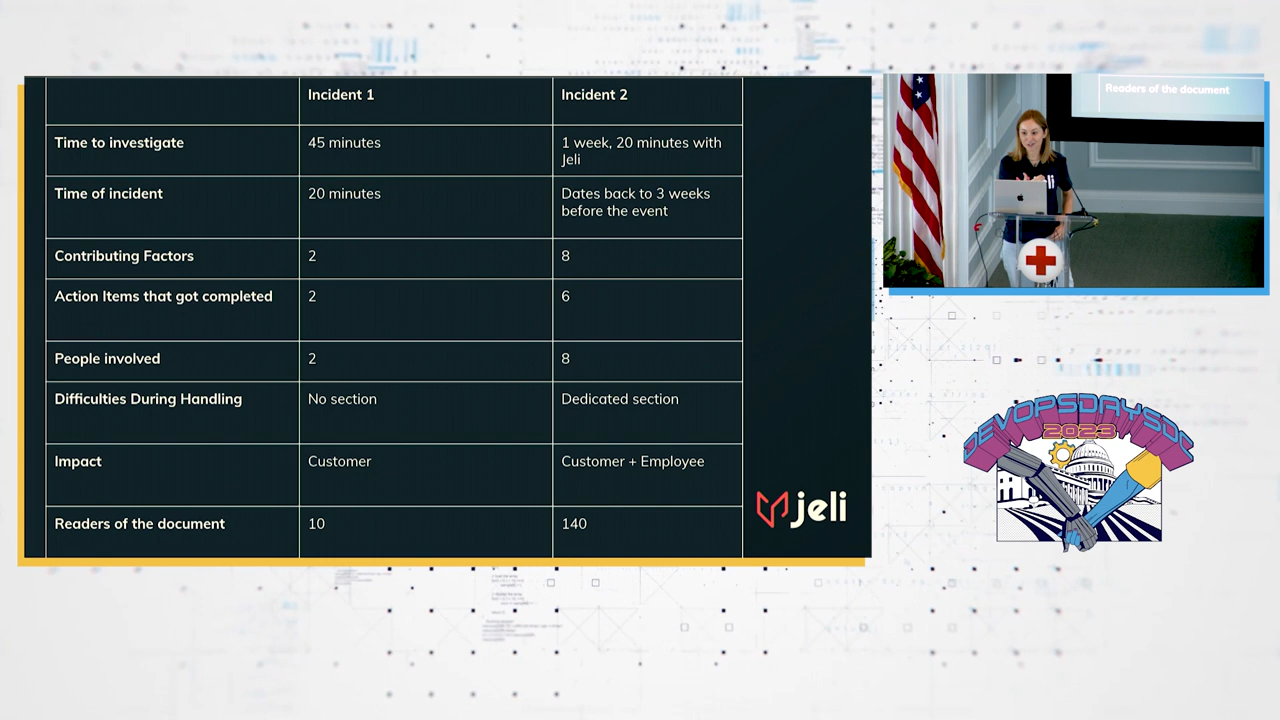 Incident 1
Incident 2
Time to investigate
45 minutes
1 week, 20 minutes with
Jeli
Time of incident
20 minutes
Dates back to 3 weeks
before the event
Contributing Factors
2
8
Action Items that got completed
2
6
People involved
2
8
Difficulties During Handling
No section
Dedicated section
Impact
Customer
Customer + Employee
Readers of the document
10
140
jeli
Readers of the document
DEVOPSDAYSDC
2023